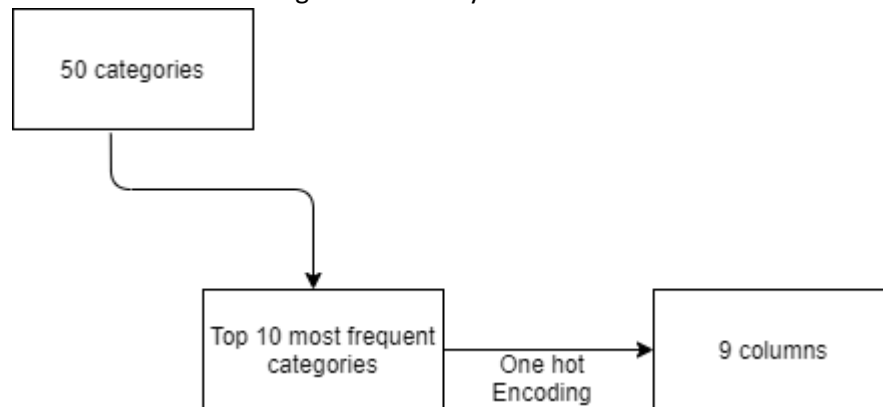 50 categories
Top 10 most frequent
categories
One hot
Encoding
9 columns